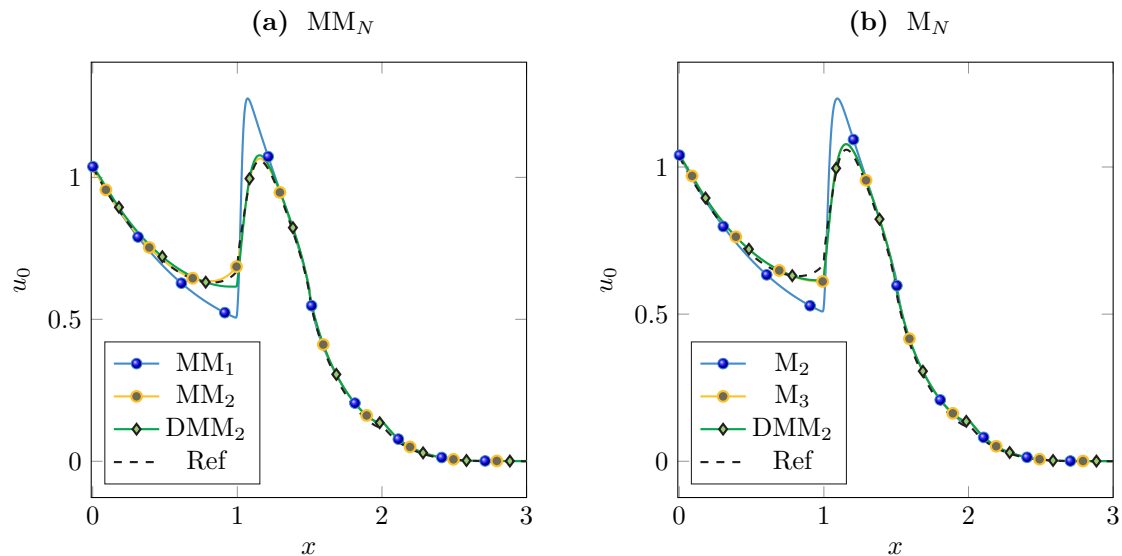 (a) MM_N
1
0.5
0
u_0
0 1 2 3
x
MM_1
MM_2
DMM_2
Ref
(b) M_N
1
0.5
0
u_0
0 1 2 3
x
M_2
M_3
DMM_2
Ref